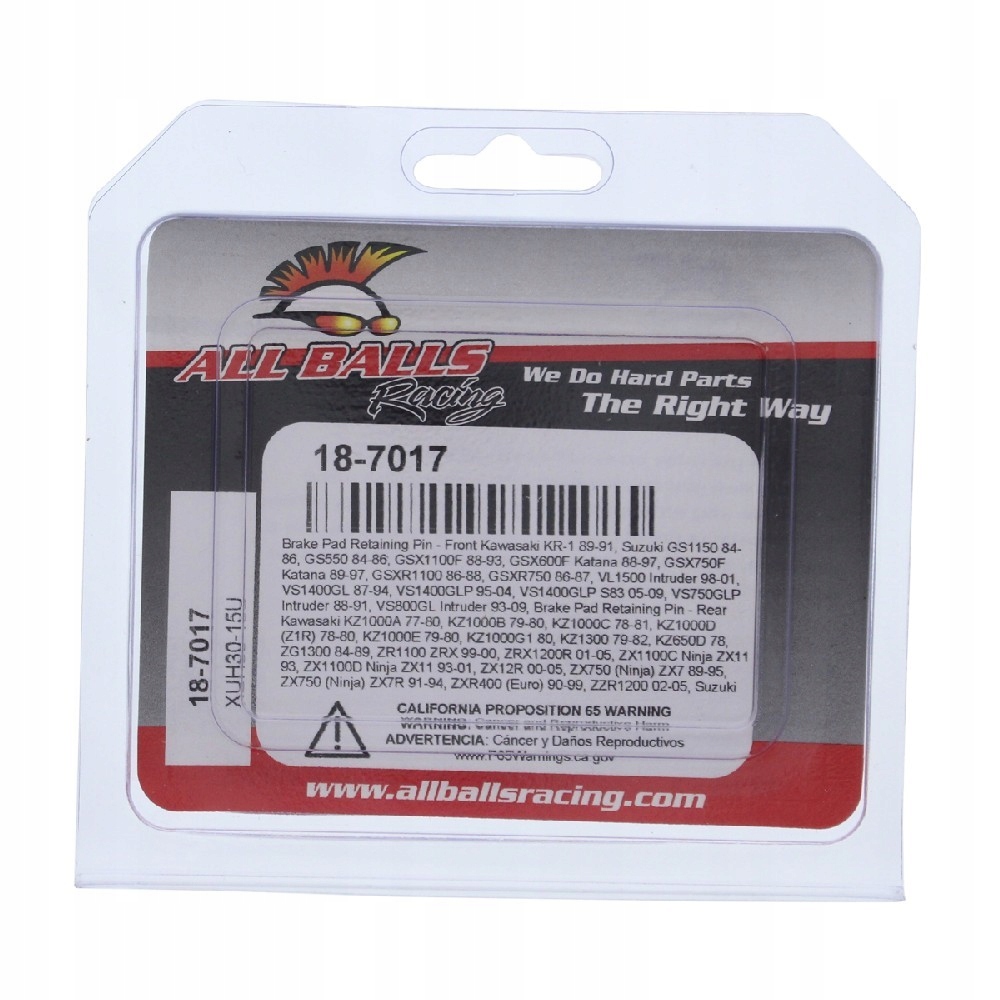 ALL BALLS
Racing
We Do Hard Parts
The Right Way
18-7017
Brake Pad Retaining Pin - Front Kawasaki KR-1 89-91, Suzuki GS1150 84-
86, GS550 84-86, GSX1100F 88-93, GSX600F Katana 88-97, GSX750F
Katana 89-97, GSXR1100 86-88, GSXR750 86-87, VL1500 Intruder 98-01,
VS1400GL 87-94, VS1400GLP 95-04, VS1400GLP S83 05-09, VS750GLP
Intruder 88-91, VS800GL Intruder 93-09, Brake Pad Retaining Pin - Rear
Kawasaki KZ1000A 77-80, KZ1000B 79-80, KZ1000C 78-81, KZ1000D
(Z1R) 78-80, KZ1000E 79-80, KZ1000G1 80, KZ1300 79-82, KZ650D 78,
ZG1300 84-89, ZR1100 ZRX 99-00, ZRX1200R 01-05, ZX1100C Ninja ZX11
93, ZX1100D Ninja ZX11 93-01, ZX12R 00-05, ZX750 (Ninja) ZX7 89-95,
ZX750 (Ninja) ZX7R 91-94, ZXR400 (Euro) 90-99, ZZR1200 02-05, Suzuki
CALIFORNIA PROPOSITION 65 WARNING
WARNING: Cancer and Reproductive Harm
ADVERTENCIA: Cáncer y Daños Reproductivos
www.P65Warnings.ca.gov
18-7017
XUH30-15U
www.allballsracing.com